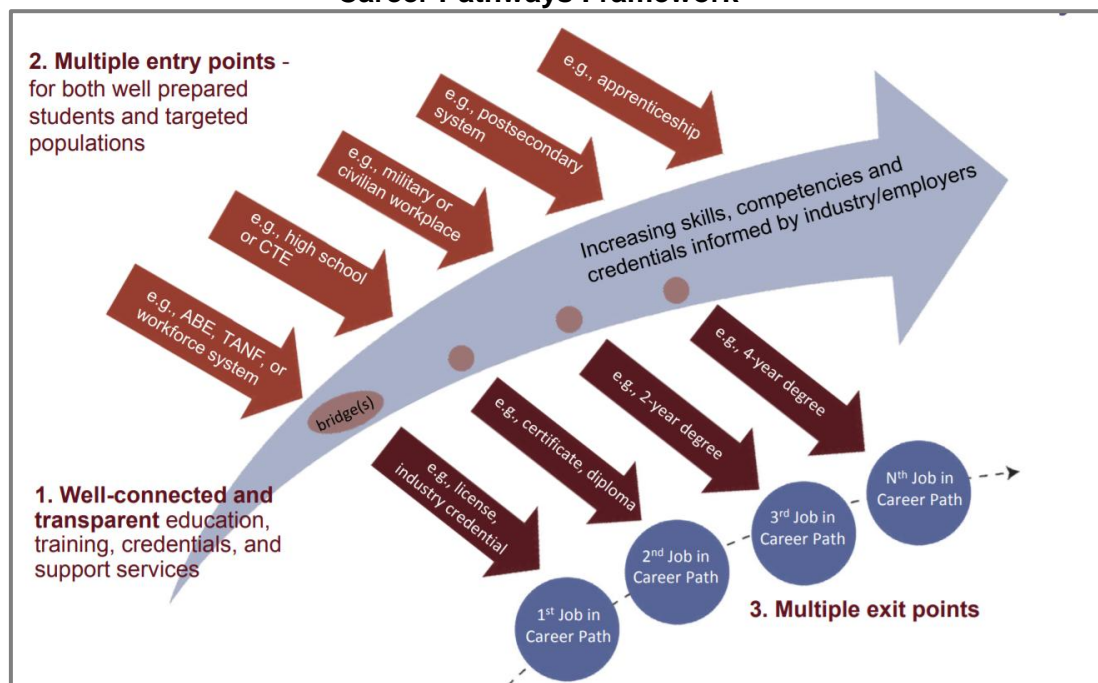 Career Pathways Framework
2. Multiple entry points -
for both well prepared
students and targeted
populations
e.g., apprenticeship
e.g., postsecondary
system
e.g., military or
civilian workplace
e.g., high school
or CTE
e.g., ABE, TANF, or
workforce system
Increasing skills, competencies and
credentials informed by industry/employers
bridge(s)
1. Well-connected and
transparent education,
training, credentials, and
support services
e.g., license,
industry credential
e.g., certificate, diploma
e.g., 2-year degree
e.g., 4-year degree
1st Job in
Career Path
2nd Job in
Career Path
3rd Job in
Career Path
Nth Job in
Career Path
3. Multiple exit points